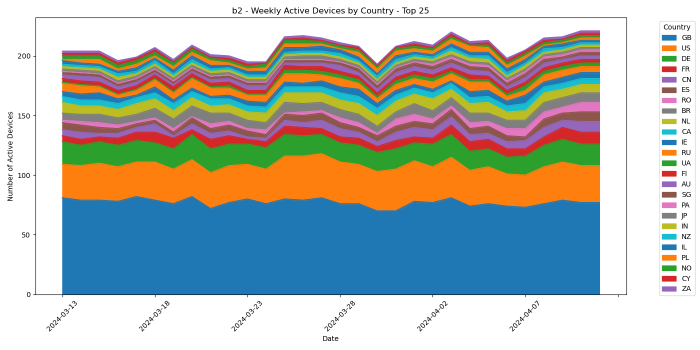 b2 - Weekly Active Devices by Country - Top 25
Number of Active Devices
200
150
100
50
0
2024-03-13
2024-03-18
2024-03-23
2024-03-28
2024-04-02
2024-04-07
Date
Country
GB
US
DE
FR
CN
ES
RO
BR
NL
CA
IE
RU
UA
FI
AU
SG
PA
JP
IN
NZ
IL
PL
NO
CY
ZA